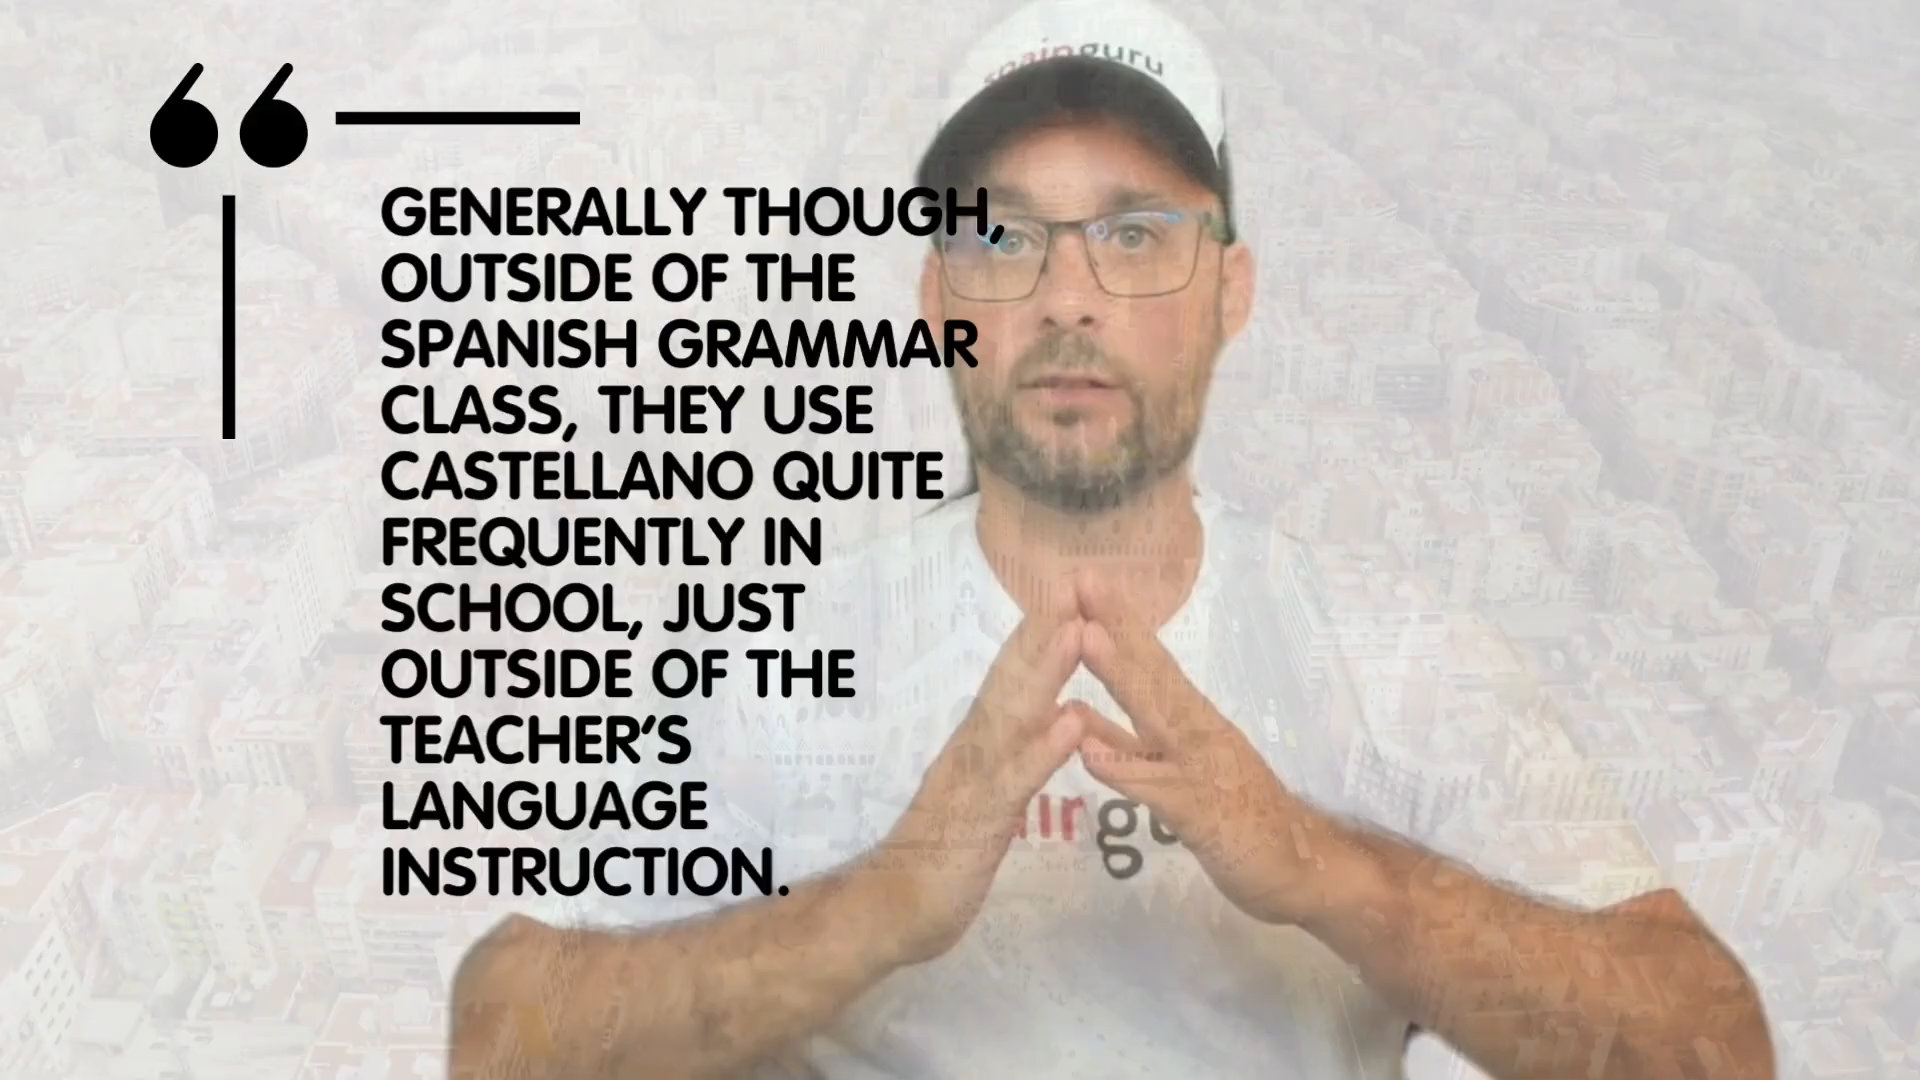 spainguru
“
GENERALLY THOUGH,
OUTSIDE OF THE
SPANISH GRAMMAR
CLASS, THEY USE
CASTELLANO QUITE
FREQUENTLY IN
SCHOOL, JUST
OUTSIDE OF THE
TEACHER’S
LANGUAGE
INSTRUCTION.